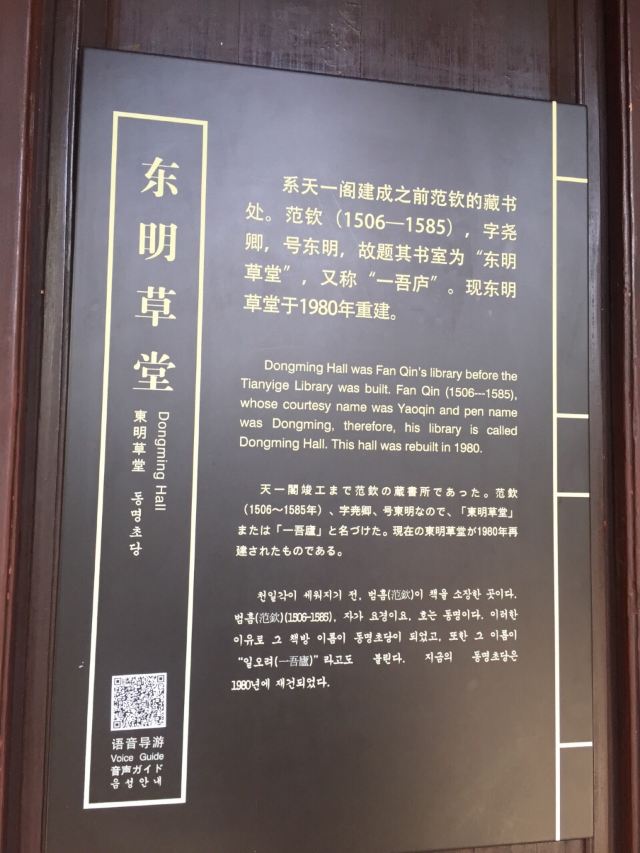 东明草堂
Dongming Hall
東明草堂 동명초당
系天一阁建成之前范钦的藏书
处。范钦（1506—1585），字尧
卿，号东明，故题其书室为“东明
草堂”，又称“一吾庐”。现东明
草堂于1980年重建。
Dongming Hall was Fan Qin's library before the
Tianyige Library was built. Fan Qin (1506---1585),
whose courtesy name was Yaoqin and pen name
was Dongming, therefore, his library is called
Dongming Hall. This hall was rebuilt in 1980.
天一閣竣工まで范欽の蔵書所であった。范欽
（1506～1585年）、字尭卿、号東明なので、「東明草堂」
または「一吾廬」と名づけた。現在の東明草堂が1980年再
建されたものである。
천일각이 세워지기 전, 범흠(范欽)이 책을 소장한 곳이다.
범흠(范欽)(1506-1585), 자가 요경이요, 호는 동명이다. 이러한
이유로 그 책방 이름이 동명초당이 되었고, 또한 그 이름이
“일오려(一吾廬)”라고도 불린다. 지금의 동명초당은
1980년에 재건되었다.
语音导游
Voice Guide
音声ガイド
음성안내